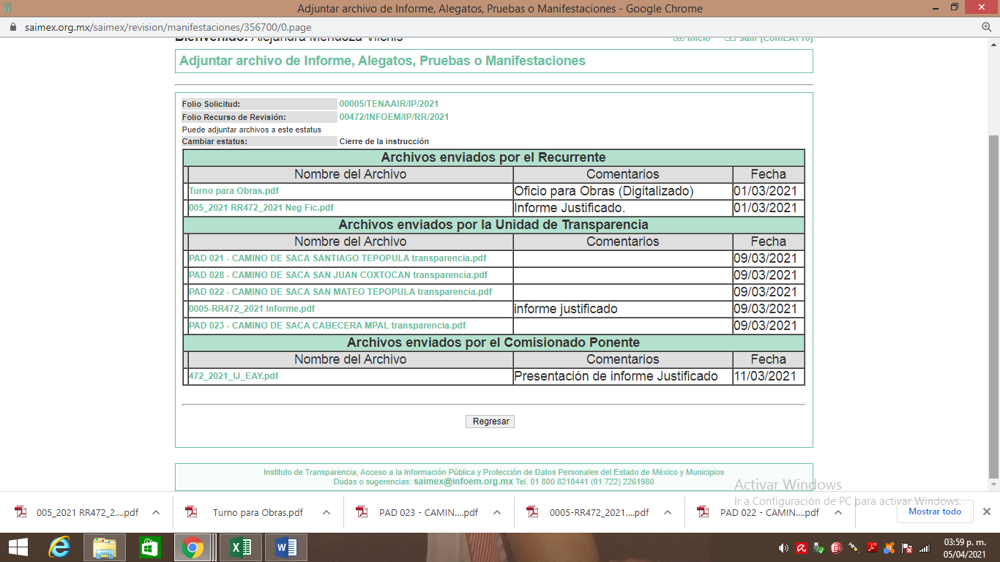 Adjuntar archivo de Informe, Alegatos, Pruebas o Manifestaciones - Google Chrome
saimex.org.mx/saimex/revision/manifestaciones/356700/0.page
Bienvenido: Alejandra Mendoza Vilchis Inicio Salir [ComEAY10]
Adjuntar archivo de Informe, Alegatos, Pruebas o Manifestaciones
Folio Solicitud: 00005/TENAAIR/IP/2021
Folio Recurso de Revisión: 00472/INFOEM/IP/RR/2021
Puede adjuntar archivos a este estatus
Cambiar estatus: Cierre de la instrucción
Archivos enviados por el Recurrente
Nombre del Archivo Comentarios Fecha
Turno para Obras.pdf Oficio para Obras (Digitalizado) 01/03/2021
005_2021 RR472_2021 Neg Fic.pdf Informe Justificado. 01/03/2021
Archivos enviados por la Unidad de Transparencia
Nombre del Archivo Comentarios Fecha
PAD 021 - CAMINO DE SACA SANTIAGO TEPOPULA transparencia.pdf 09/03/2021
PAD 028 - CAMINO DE SACA SAN JUAN COXTOCAN transparencia.pdf 09/03/2021
PAD 022 - CAMINO DE SACA SAN MATEO TEPOPULA transparencia.pdf 09/03/2021
0005-RR472_2021 Informe.pdf informe justificado 09/03/2021
PAD 023 - CAMINO DE SACA CABECERA MPAL transparencia.pdf 09/03/2021
Archivos enviados por el Comisionado Ponente
Nombre del Archivo Comentarios Fecha
472_2021_IJ_EAY.pdf Presentación de informe Justificado 11/03/2021
Regresar
Instituto de Transparencia, Acceso a la Información Pública y Protección de Datos Personales del Estado de México y Municipios
Dudas o sugerencias: saimex@infoem.org.mx Tel. 01 800 8210441 (01 722) 2261980
Activar Windows
Ir a Configuración de PC para activar Windows.
005_2021 RR472_2....pdf Turno para Obras.pdf PAD 023 - CAMIN....pdf 0005-RR472_2021....pdf PAD 022 - CAMIN....pdf Mostrar todo
03:59 p. m.
05/04/2021